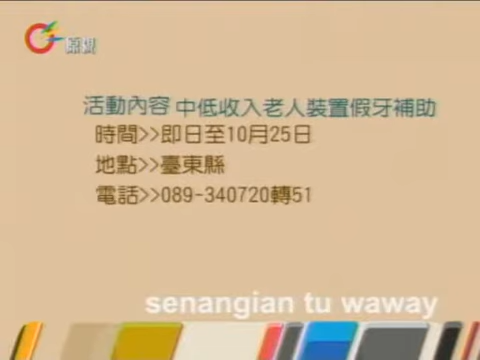 原視
活動內容 中低收入老人裝置假牙補助
時間>>即日至10月25日
地點>>臺東縣
電話>>089-340720轉51
senangian tu waway